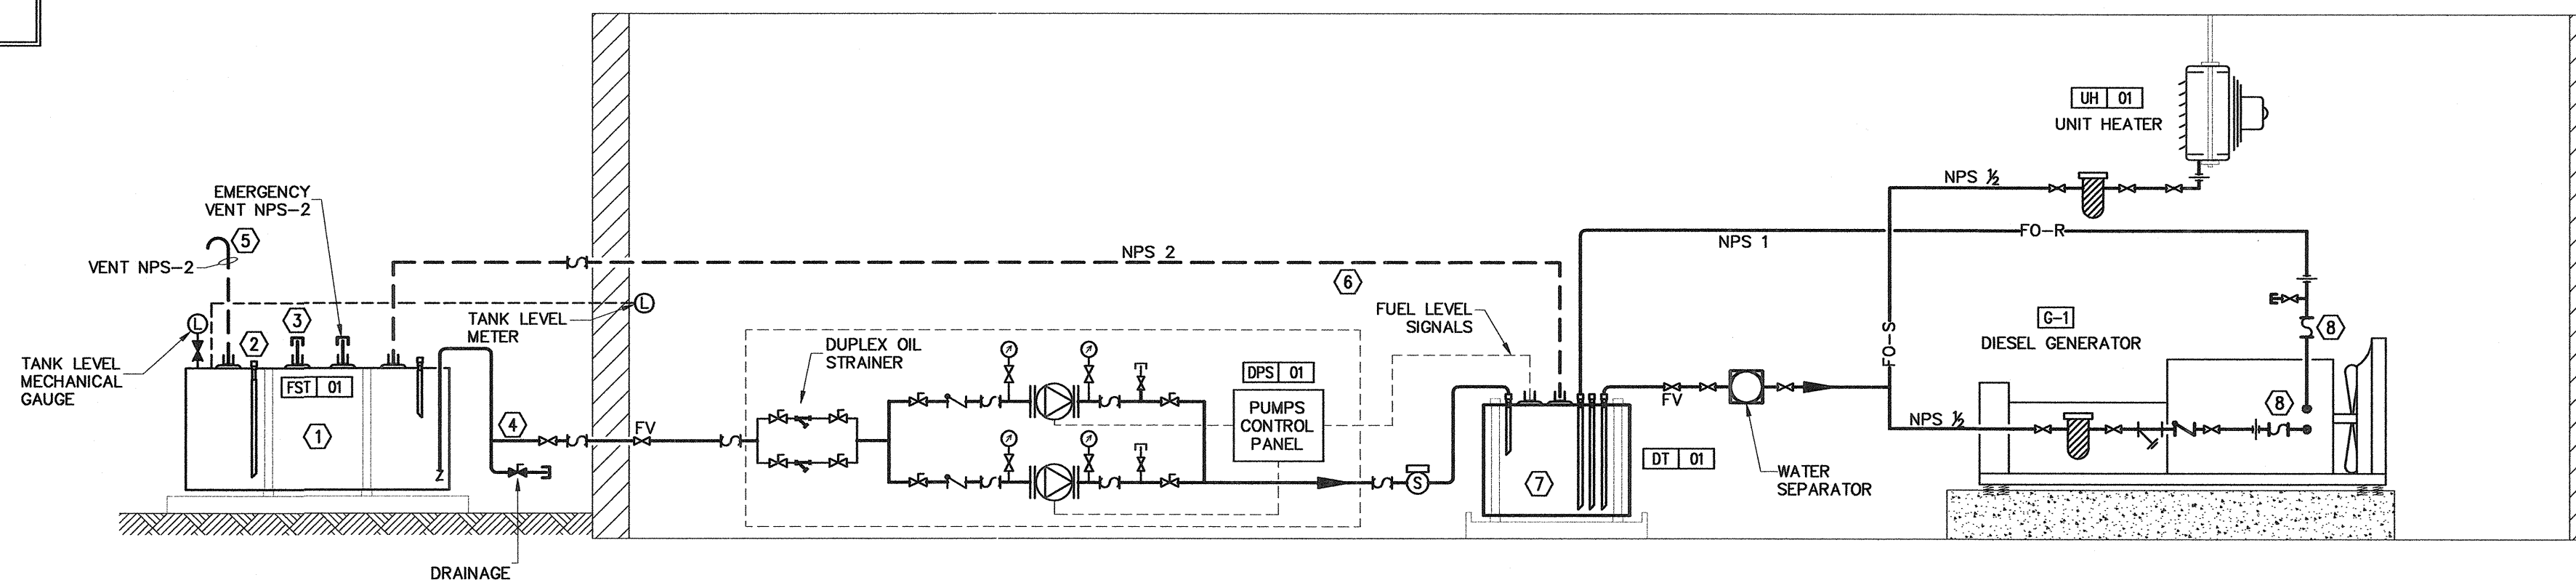 UH 01
UNIT HEATER
NPS ½
EMERGENCY
VENT NPS-2
5
VENT NPS-2
NPS 2
6
NPS 1
FO-R
L
TANK LEVEL
METER
L
3
2
TANK LEVEL
MECHANICAL
GAUGE
FST 01
1
4
FV
DRAINAGE
DUPLEX OIL
STRAINER
DPS 01
PUMPS
CONTROL
PANEL
FUEL LEVEL
SIGNALS
S
7
DT 01
FV
WATER
SEPARATOR
FO-S
NPS ½
G-1
DIESEL GENERATOR
8
8